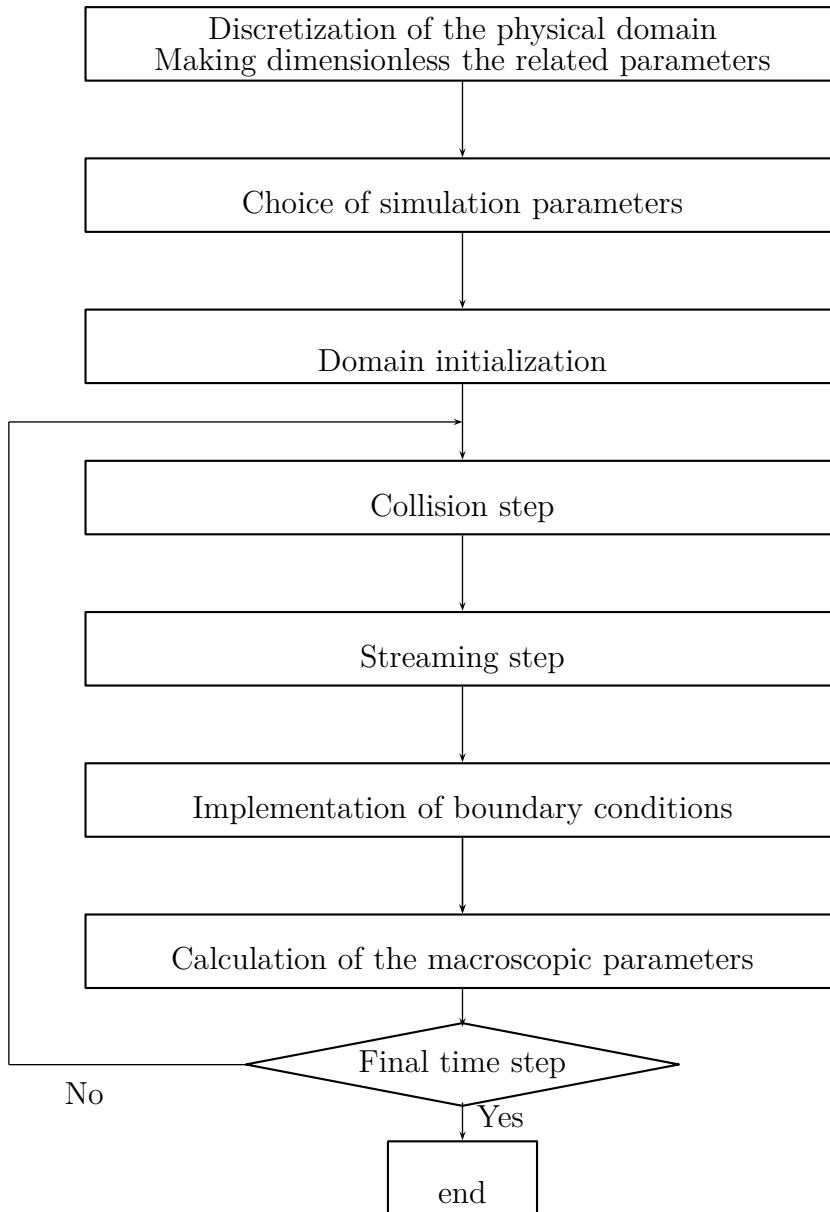 Discretization of the physical domain
Making dimensionless the related parameters
Choice of simulation parameters
Domain initialization
Collision step
Streaming step
Implementation of boundary conditions
Calculation of the macroscopic parameters
Final time step
No
Yes
end